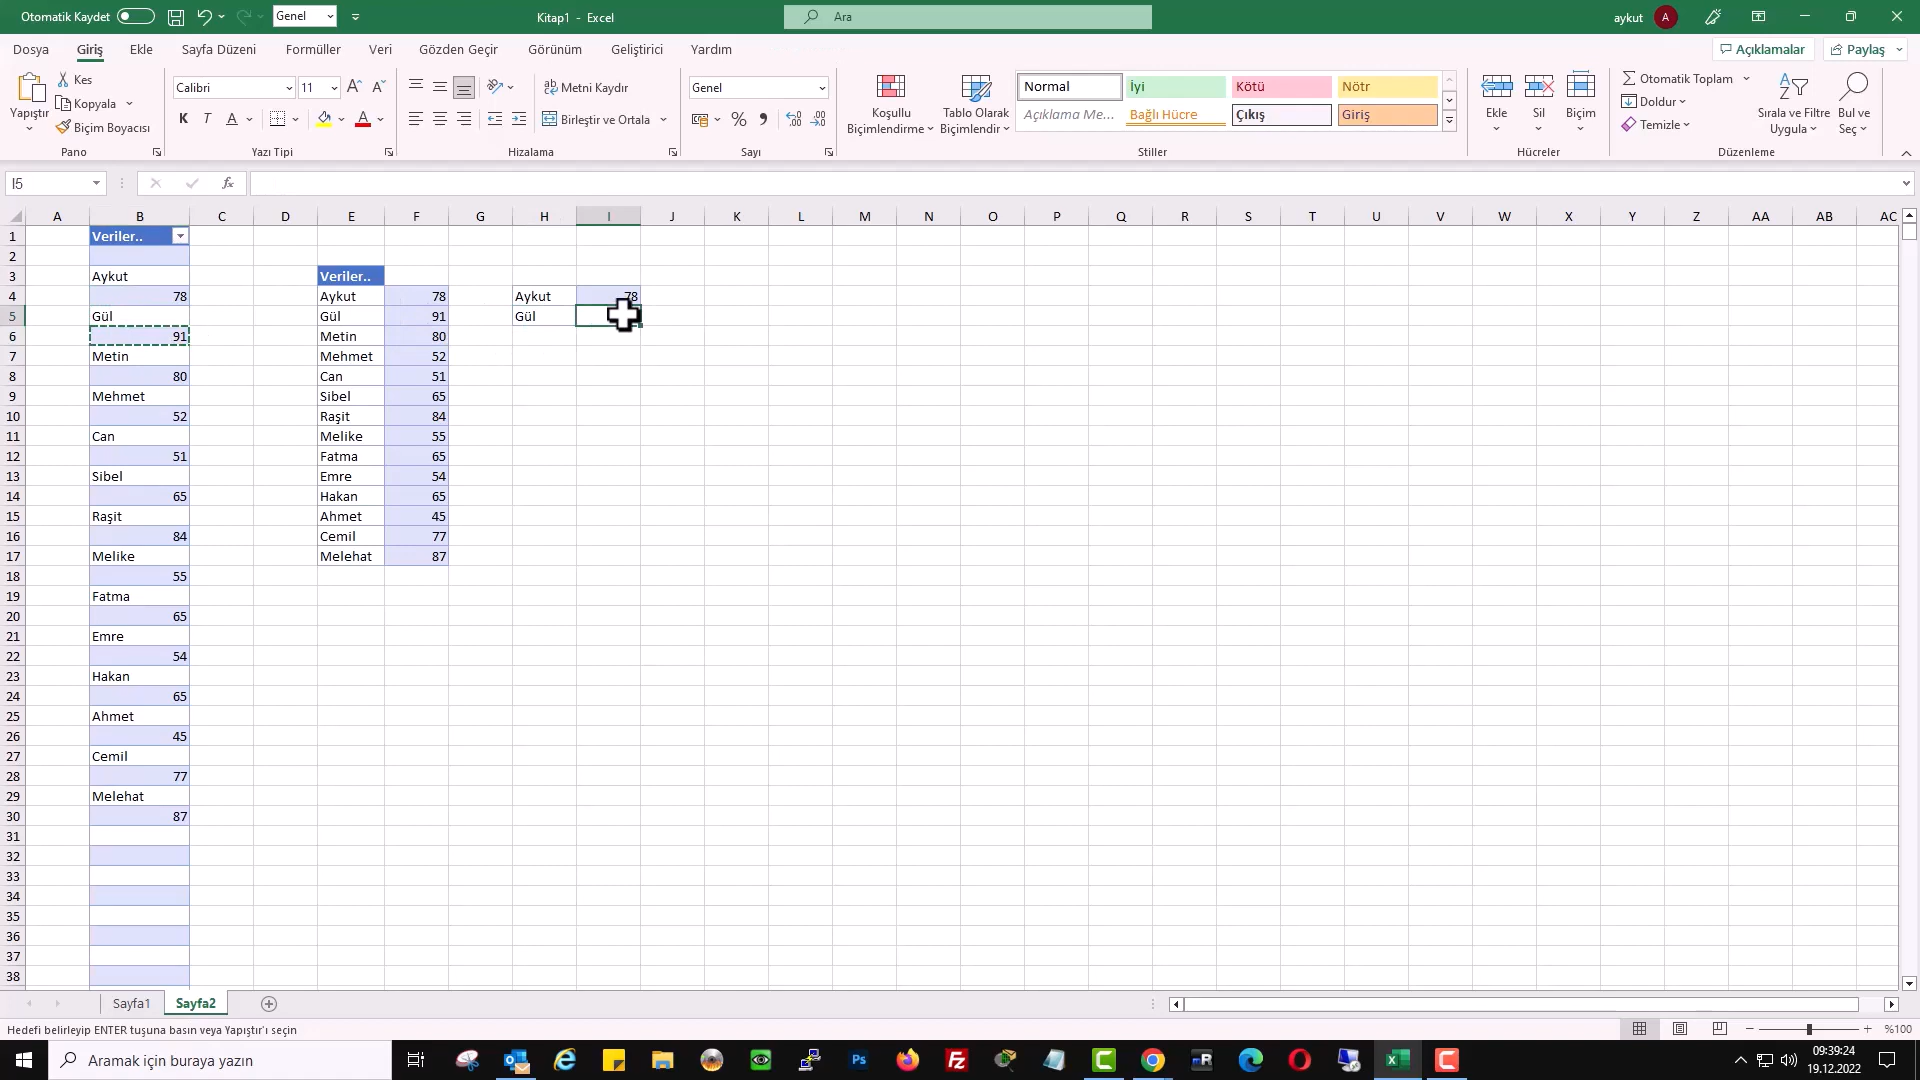 Otomatik Kaydet
Genel
Kitap1 - Excel
Ara
aykut
A
Dosya
Giriş
Ekle
Sayfa Düzeni
Formüller
Veri
Gözden Geçir
Görünüm
Geliştirici
Yardım
Açıklamalar
Paylaş
Yapıştır
Kes
Kopyala
Biçim Boyacısı
Pano
Calibri
11
K T A
Yazı Tipi
Metni Kaydır
Birleştir ve Ortala
Hizalama
Genel
Sayı
Koşullu
Biçimlendirme
Tablo Olarak
Biçimlendir
Normal
İyi
Kötü
Nötr
Açıklama Me...
Bağlı Hücre
Çıkış
Giriş
Stiller
Ekle
Sil
Biçim
Hücreler
Otomatik Toplam
Doldur
Temizle
Sırala ve Filtre
Uygula
Bul ve
Seç
Düzenleme
I5
fx
A B C D E F G H I J K L M N O P Q R S T U V W X Y Z AA AB AC
1 Veriler..
2
3 Aykut Veriler..
4 78 Aykut 78 Aykut 78
5 Gül Gül 91 Gül
6 91 Metin 80
7 Metin Mehmet 52
8 80 Can 51
9 Mehmet Sibel 65
10 52 Raşit 84
11 Can Melike 55
12 51 Fatma 65
13 Sibel Emre 54
14 65 Hakan 65
15 Raşit Ahmet 45
16 84 Cemil 77
17 Melike Melehat 87
18 55
19 Fatma
20 65
21 Emre
22 54
23 Hakan
24 65
25 Ahmet
26 45
27 Cemil
28 77
29 Melehat
30 87
31
32
33
34
35
36
37
38
Sayfa1
Sayfa2
Hedefi belirleyip ENTER tuşuna basın veya Yapıştır'ı seçin
%100
Aramak için buraya yazın
09:39:24
19.12.2022